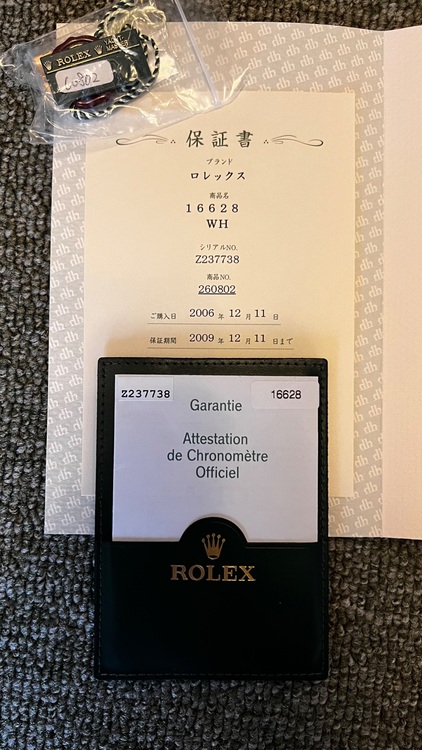 ROLEX
60802
保証書
ブランド
ロレックス
商品名
16628
WH
シリアルNO.
Z237738
商品NO.
260802
ご購入日 2006 年 12 月 11 日
保証期間 2009 年 12 月 11 日まで
Z237738 16628
Garantie
Attestation
de Chronomètre
Officiel
ROLEX